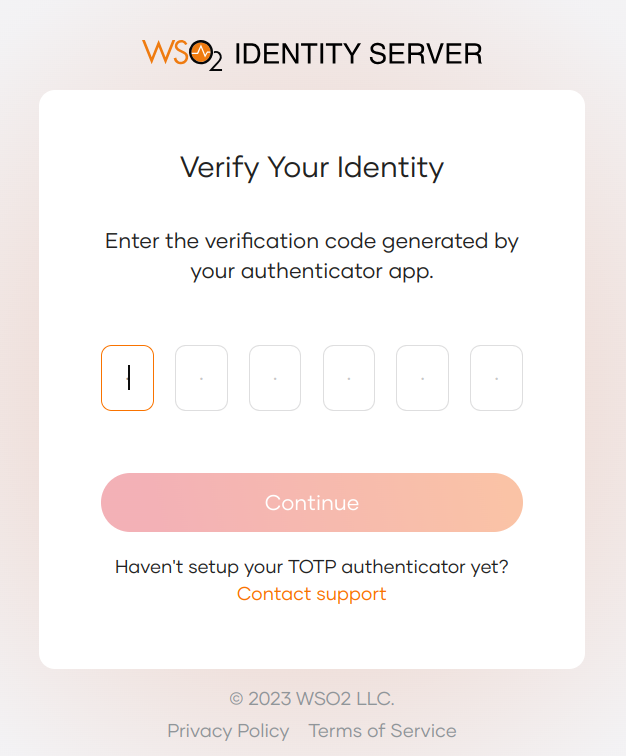 WSO2 IDENTITY SERVER
Verify Your Identity
Enter the verification code generated by
your authenticator app.
Continue
Haven't setup your TOTP authenticator yet?
Contact support
© 2023 WSO2 LLC.
Privacy Policy Terms of Service